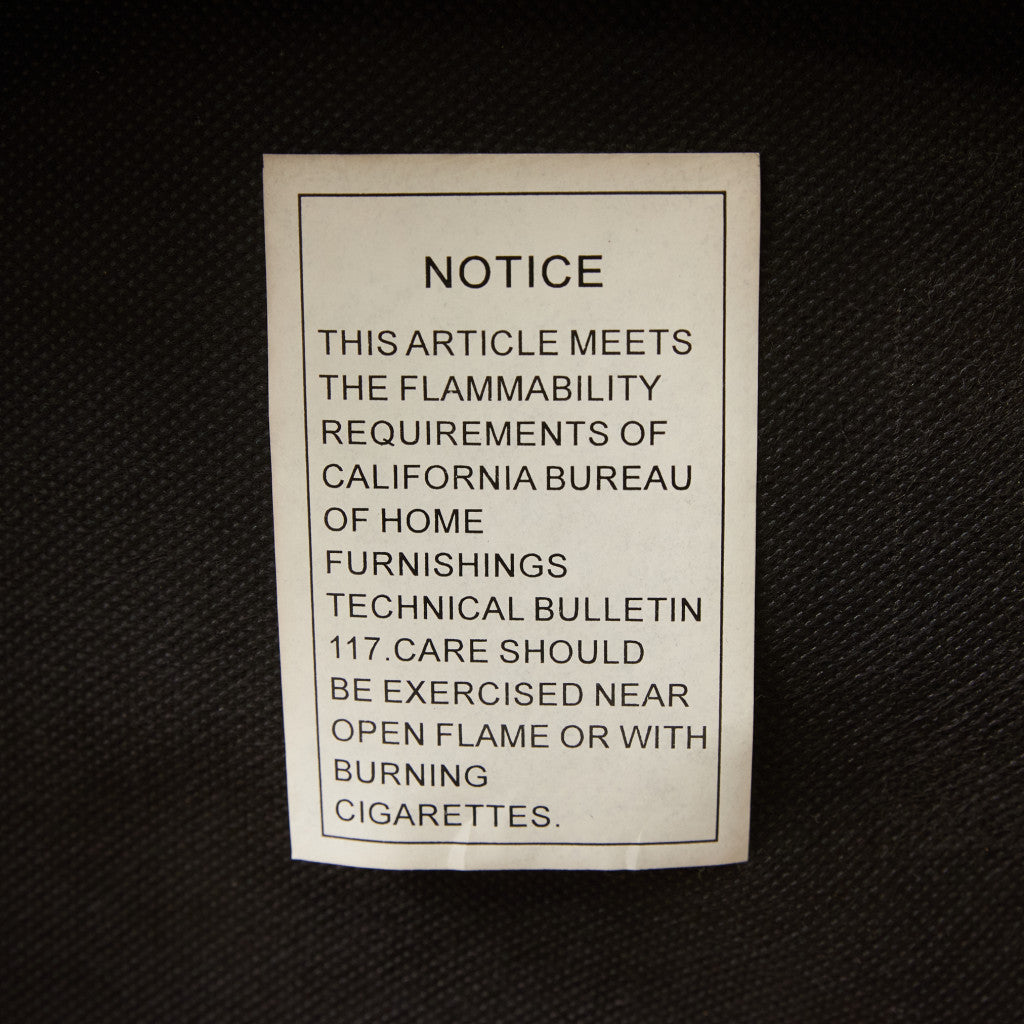 NOTICE
THIS ARTICLE MEETS
THE FLAMMABILITY
REQUIREMENTS OF
CALIFORNIA BUREAU
OF HOME
FURNISHINGS
TECHNICAL BULLETIN
117.CARE SHOULD
BE EXERCISED NEAR
OPEN FLAME OR WITH
BURNING
CIGARETTES.